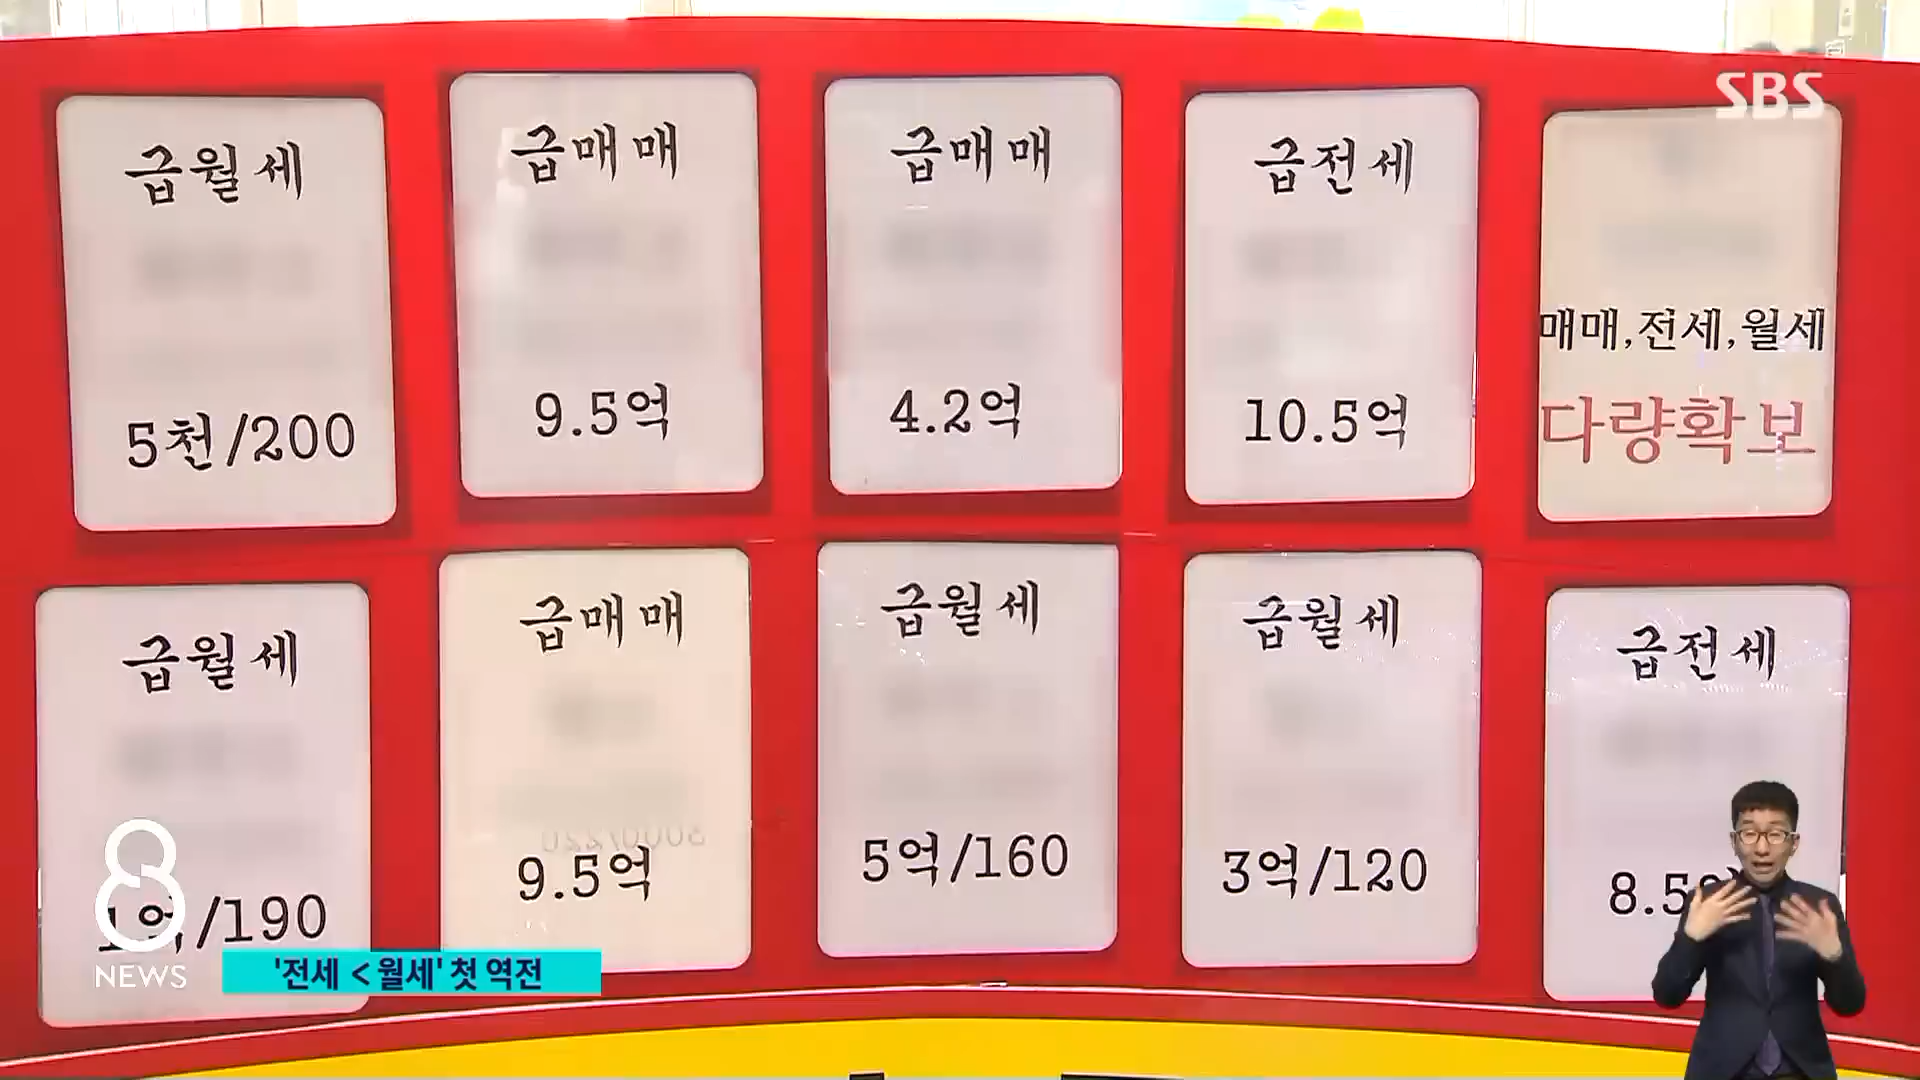 SBS
급월세
5천/200
급매매
9.5억
급매매
4.2억
급전세
10.5억
매매,전세,월세
다량확보
급월세
1억/190
급매매
9.5억
급월세
5억/160
급월세
3억/120
급전세
8.5
8
NEWS
'전세 < 월세' 첫 역전